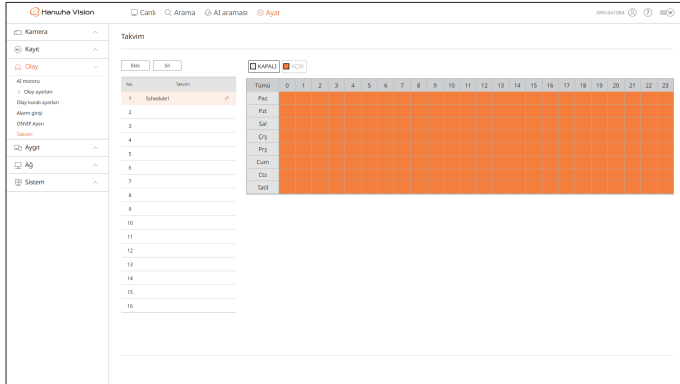 Hanwha Vision
Canlı Arama AI araması Ayar
Kamera
Kayıt
Olay
AI motoru
> Olay ayarları
Olay kuralı ayarları
Alarm girişi
ONVIF Ayarı
Takvim
Aygıt
Ağ
Sistem
Takvim
Ekle Sil
No. Takvim
1 Schedule1
2
3
4
5
6
7
8
9
10
11
12
13
14
15
16
KAPALI AÇIK
Tümü 0 1 2 3 4 5 6 7 8 9 10 11 12 13 14 15 16 17 18 19 20 21 22 23
Paz
Pzt
Sal
Çrş
Prş
Cum
Cts
Tatil